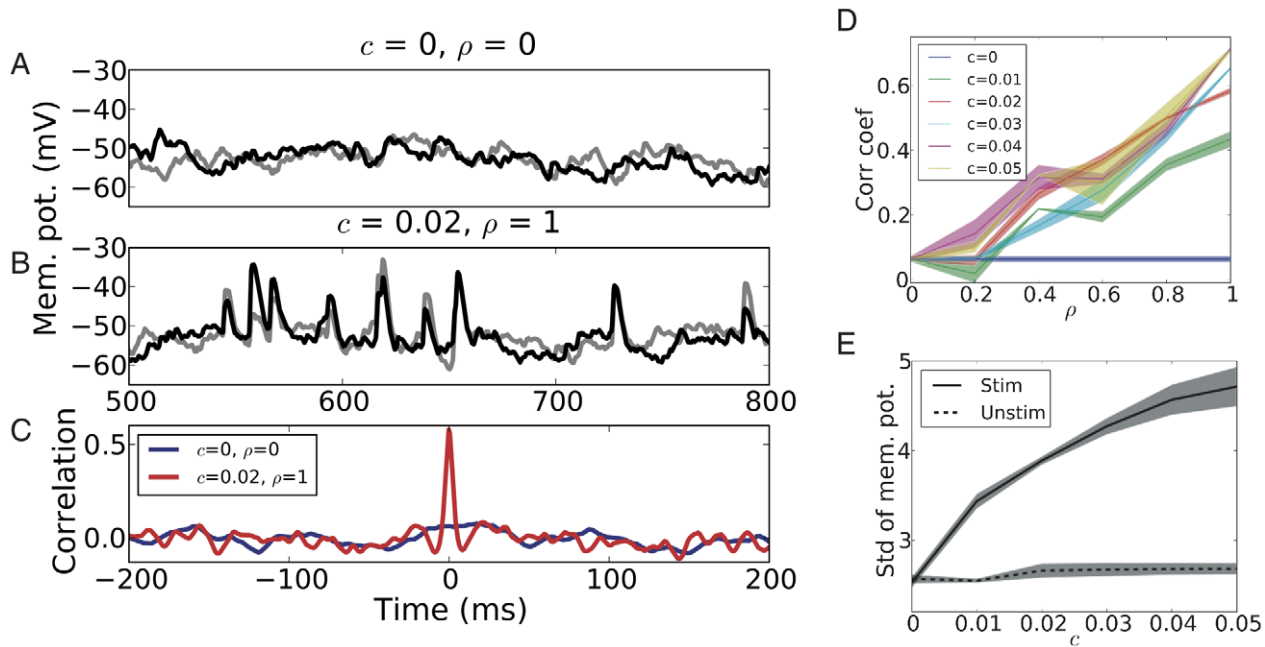 A
c = 0, ρ = 0
−30
−40
−50
−60
Mem. pot. (mV)
B
c = 0.02, ρ = 1
−30
−40
−50
−60
500 600 700 800
C
Correlation
0.5
0.0
c=0, ρ=0
c=0.02, ρ=1
−200 −100 0 100 200
Time (ms)
D
Corr coef
0.6
0.4
0.2
0
c=0
c=0.01
c=0.02
c=0.03
c=0.04
c=0.05
0 0.2 0.4 0.6 0.8 1
ρ
E
Std of mem. pot.
5
4
3
Stim
Unstim
0 0.01 0.02 0.03 0.04 0.05
c